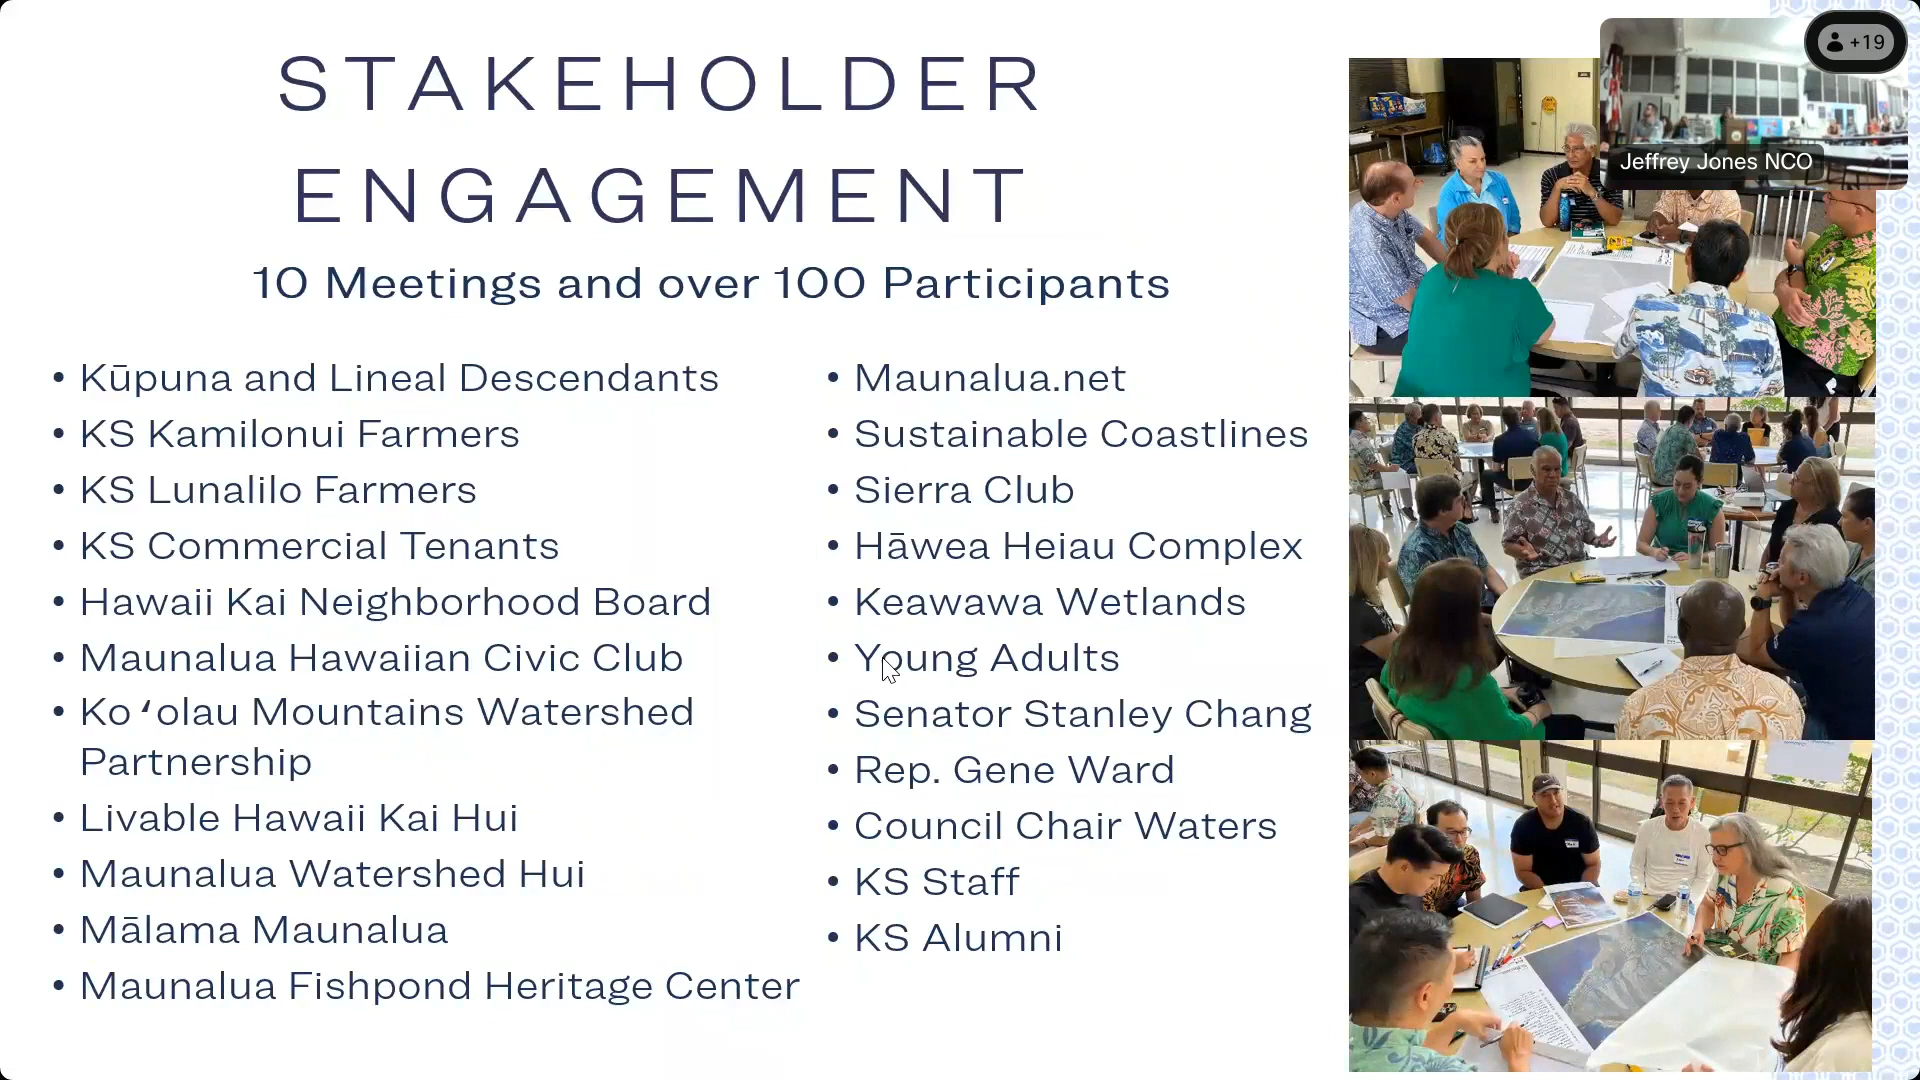 STAKEHOLDER
ENGAGEMENT
10 Meetings and over 100 Participants
• Kūpuna and Lineal Descendants
• KS Kamilonui Farmers
• KS Lunalilo Farmers
• KS Commercial Tenants
• Hawaii Kai Neighborhood Board
• Maunalua Hawaiian Civic Club
• Koʻolau Mountains Watershed
Partnership
• Livable Hawaii Kai Hui
• Maunalua Watershed Hui
• Mālama Maunalua
• Maunalua Fishpond Heritage Center
• Maunalua.net
• Sustainable Coastlines
• Sierra Club
• Hāwea Heiau Complex
• Keawawa Wetlands
• Young Adults
• Senator Stanley Chang
• Rep. Gene Ward
• Council Chair Waters
• KS Staff
• KS Alumni
+19
Jeffrey Jones NCO